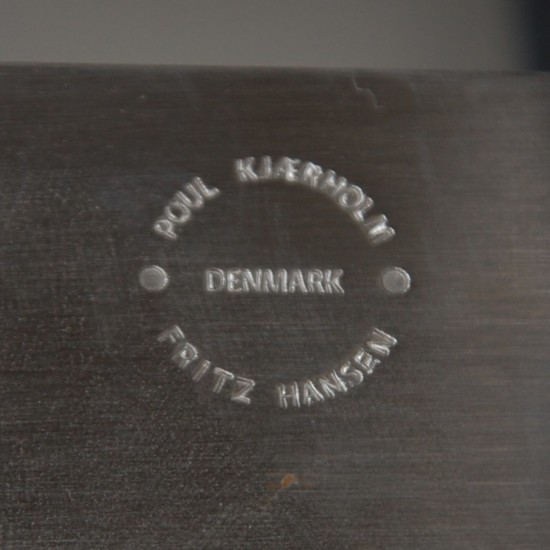 POUL KJÆRHOLM
DENMARK
FRITZ HANSEN